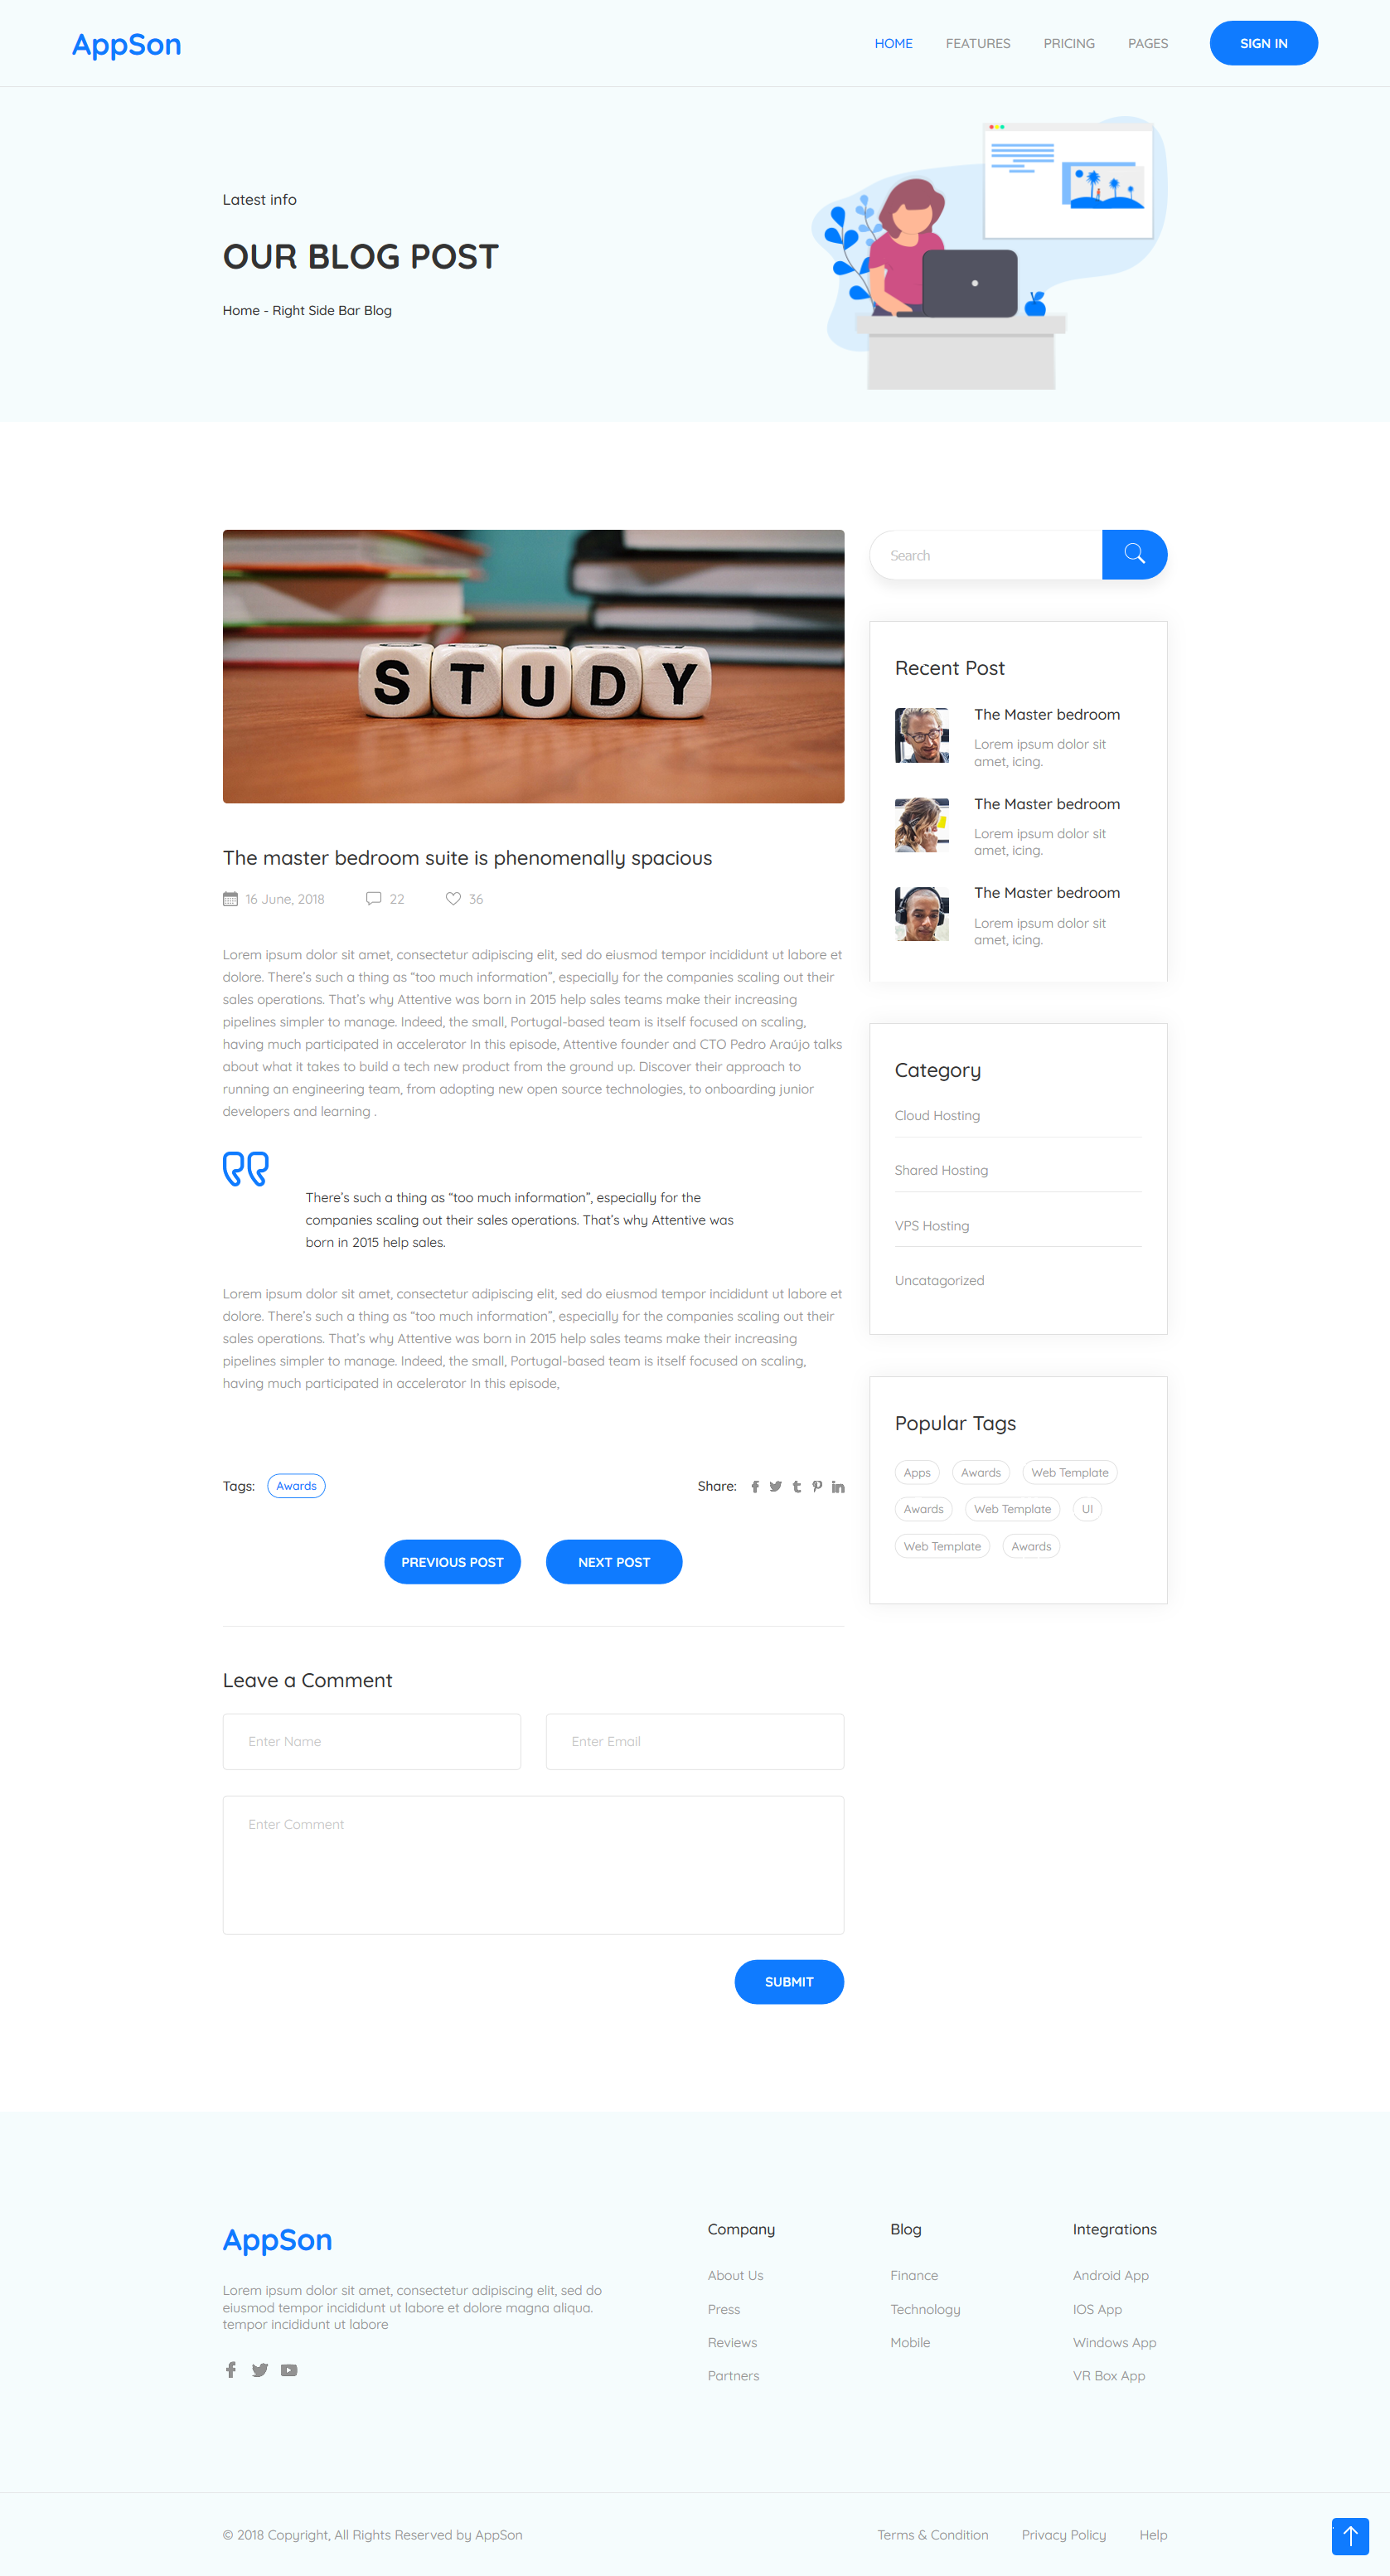 AppSon
HOME
FEATURES
PRICING
PAGES
SIGN IN
Latest info
OUR BLOG POST
Home - Right Side Bar Blog
STUDY
The master bedroom suite is phenomenally spacious
16 June, 2018
22
36
Lorem ipsum dolor sit amet, consectetur adipiscing elit, sed do eiusmod tempor incididunt ut labore et
dolore. There's such a thing as “too much information”, especially for the companies scaling out their
sales operations. That's why Attentive was born in 2015 help sales teams make their increasing
pipelines simpler to manage. Indeed, the small, Portugal-based team is itself focused on scaling,
having much participated in accelerator In this episode, Attentive founder and CTO Pedro Araújo talks
about what it takes to build a tech new product from the ground up. Discover their approach to
running an engineering team, from adopting new open source technologies, to onboarding junior
developers and learning .
There's such a thing as “too much information”, especially for the
companies scaling out their sales operations. That's why Attentive was
born in 2015 help sales.
Lorem ipsum dolor sit amet, consectetur adipiscing elit, sed do eiusmod tempor incididunt ut labore et
dolore. There's such a thing as “too much information”, especially for the companies scaling out their
sales operations. That's why Attentive was born in 2015 help sales teams make their increasing
pipelines simpler to manage. Indeed, the small, Portugal-based team is itself focused on scaling,
having much participated in accelerator In this episode,
Tags:
Awards
Share:
PREVIOUS POST
NEXT POST
Leave a Comment
Enter Name
Enter Email
Enter Comment
SUBMIT
Search
Recent Post
The Master bedroom
Lorem ipsum dolor sit
amet, icing.
The Master bedroom
Lorem ipsum dolor sit
amet, icing.
The Master bedroom
Lorem ipsum dolor sit
amet, icing.
Category
Cloud Hosting
Shared Hosting
VPS Hosting
Uncatagorized
Popular Tags
Apps
Awards
Web Template
Awards
Web Template
UI
Web Template
Awards
AppSon
Lorem ipsum dolor sit amet, consectetur adipiscing elit, sed do
eiusmod tempor incididunt ut labore et dolore magna aliqua.
tempor incididunt ut labore
Company
About Us
Press
Reviews
Partners
Blog
Finance
Technology
Mobile
Integrations
Android App
IOS App
Windows App
VR Box App
© 2018 Copyright, All Rights Reserved by AppSon
Terms & Condition
Privacy Policy
Help